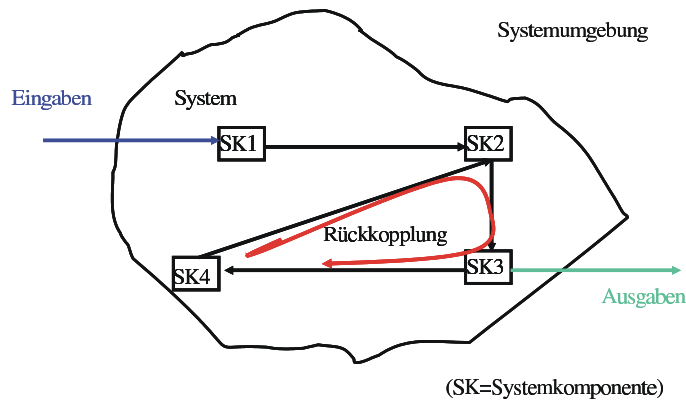 Systemumgebung
Eingaben
System
SK1
SK2
Rückkopplung
SK4
SK3
Ausgaben
(SK=Systemkomponente)